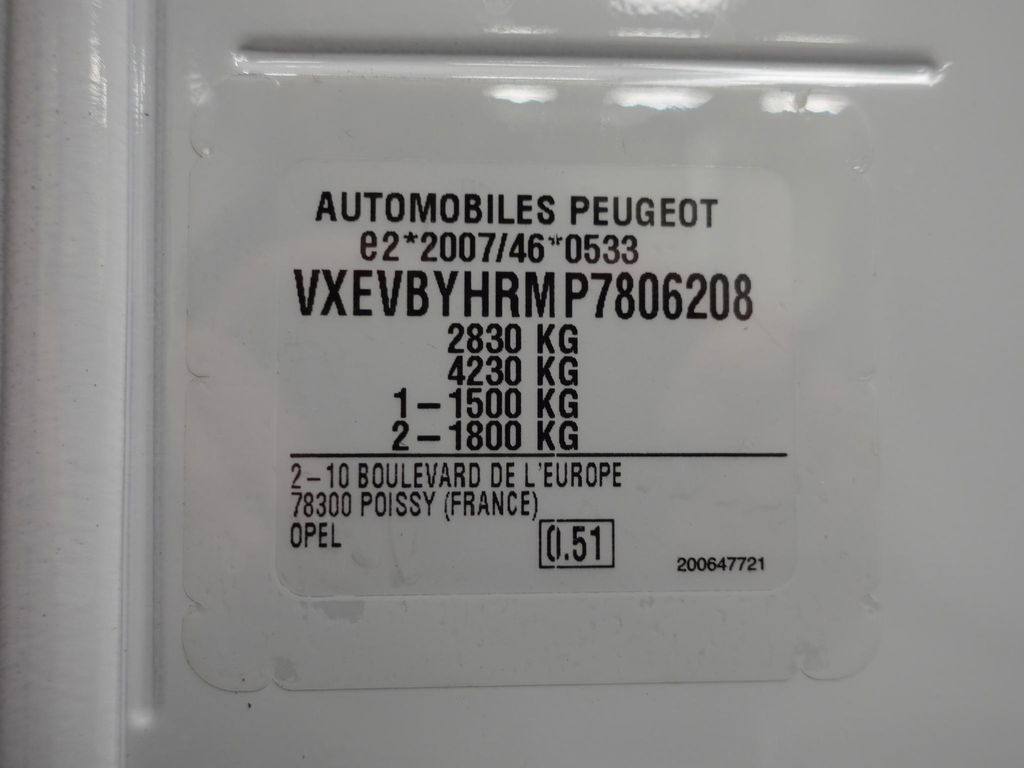 AUTOMOBILES PEUGEOT
e2*2007/46*0533
VXEVBYHRMP7806208
2830 KG
4230 KG
1-1500 KG
2-1800 KG
2-10 BOULEVARD DE L'EUROPE
78300 POISSY (FRANCE)
OPEL
0.51
200647721